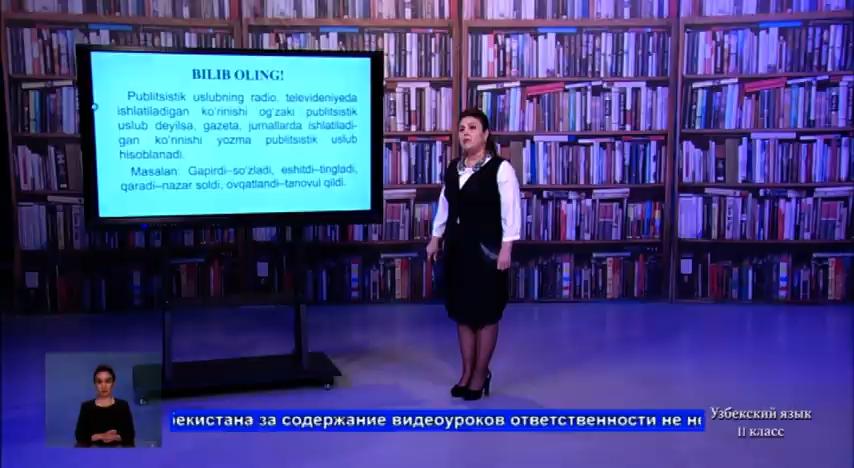 BILIB OLING!
Publitsistik uslubning radio, televideniyeda
ishlatiladigan ko'rinishi og'zaki publitsistik
uslub deyilsa, gazeta, jurnallarda ishlatiladi-
gan ko'rinishi yozma publitsistik uslub
hisoblanadi.
Masalan: Gapirdi–so'zladi, eshitdi–tingladi,
qaradi–nazar soldi, ovqatlandi–tanovul qildi.
бекистана за содержание видеоуроков ответственности не не
Узбекский язык
II класс